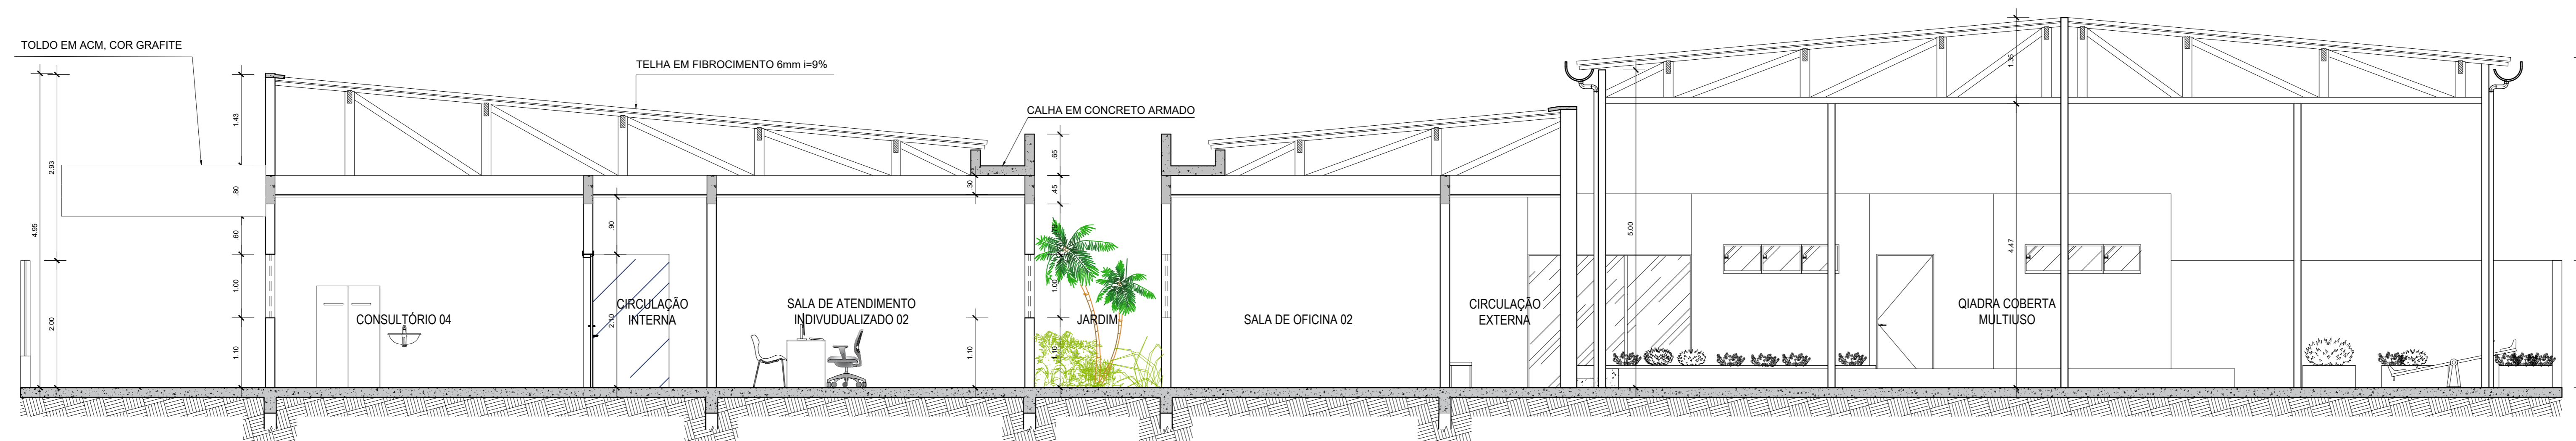 TOLDO EM ACM, COR GRAFITE
TELHA EM FIBROCIMENTO 6mm i=9%
CALHA EM CONCRETO ARMADO
4.95
2.93
2.00
1.43
.80
.60
1.00
1.10
.90
2.10
.30
1.10
.65
.45
1.00
1.10
5.00
1.35
4.47
CONSULTÓRIO 04
CIRCULAÇÃO
INTERNA
SALA DE ATENDIMENTO
INDIVUDUALIZADO 02
JARDIM
SALA DE OFICINA 02
CIRCULAÇÃO
EXTERNA
QIADRA COBERTA
MULTIUSO